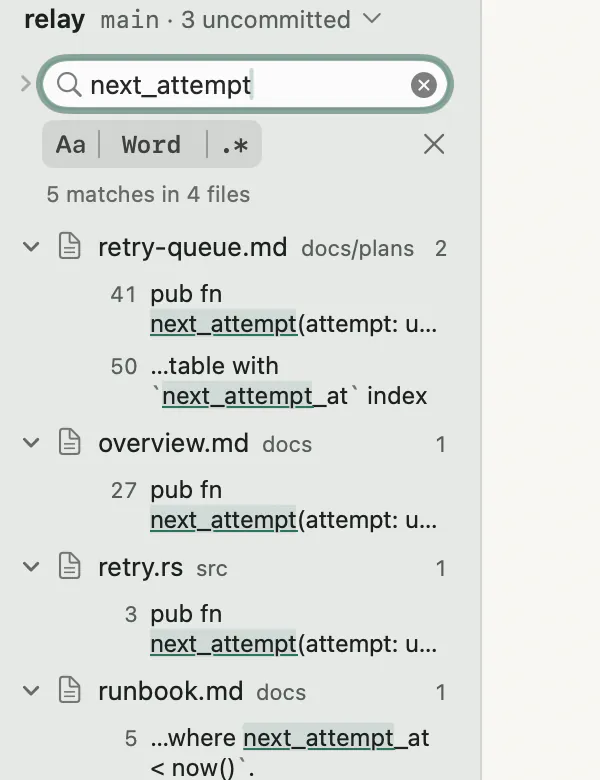 relay main · 3 uncommitted
next_attempt
Aa Word .*
5 matches in 4 files
retry-queue.md docs/plans 2
41 pub fn
next_attempt(attempt: u...
50 ...table with
`next_attempt_at` index
overview.md docs 1
27 pub fn
next_attempt(attempt: u...
retry.rs src 1
3 pub fn
next_attempt(attempt: u...
runbook.md docs 1
5 ...where next_attempt_at
< now()`.